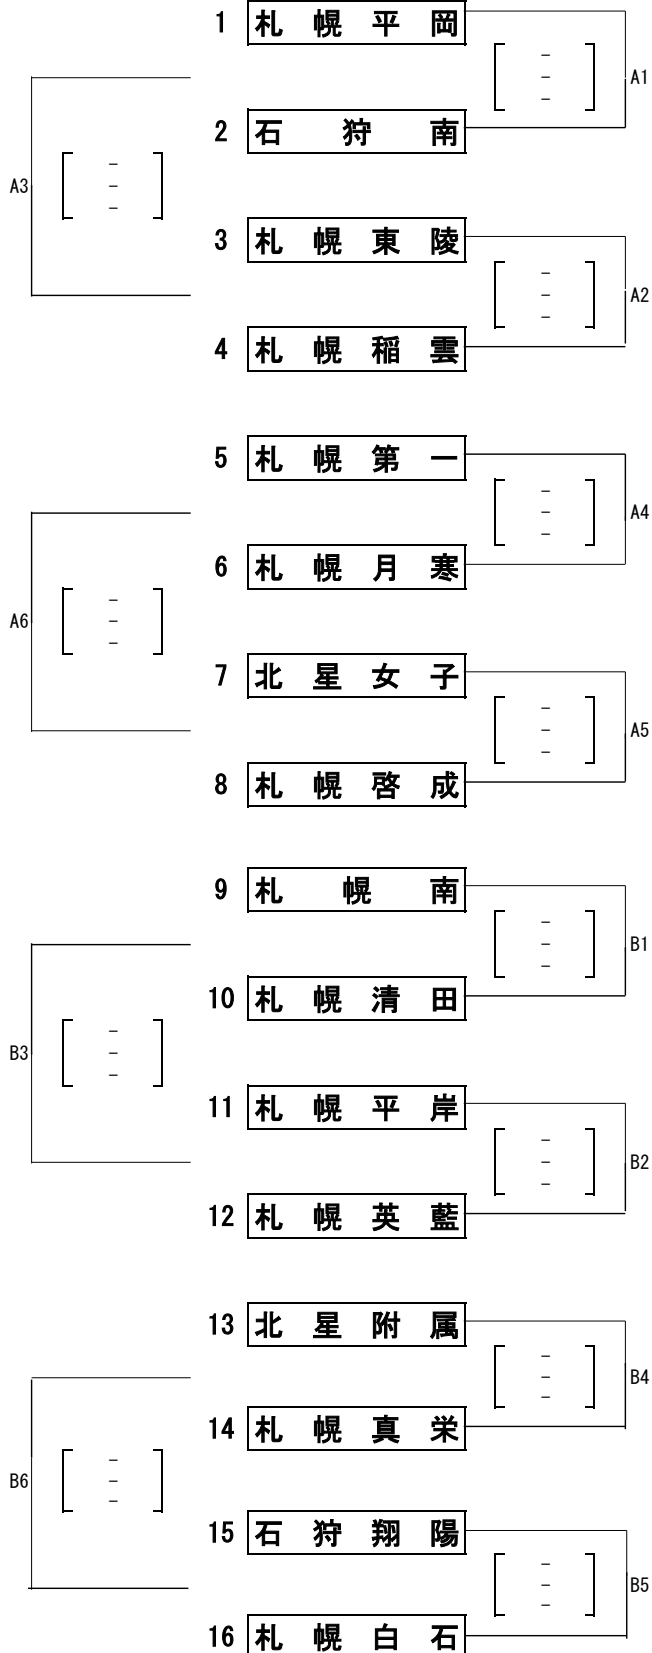 1 札幌平岡
－
－
－
A1
2 石狩南
A3
－
－
－
3 札幌東陵
－
－
－
A2
4 札幌稲雲
5 札幌第一
－
－
－
A4
6 札幌月寒
A6
－
－
－
7 北星女子
－
－
－
A5
8 札幌啓成
9 札幌南
－
－
－
B1
10 札幌清田
B3
－
－
－
11 札幌平岸
－
－
－
B2
12 札幌英藍
13 北星附属
－
－
－
B4
14 札幌真栄
B6
－
－
－
15 石狩翔陽
－
－
－
B5
16 札幌白石